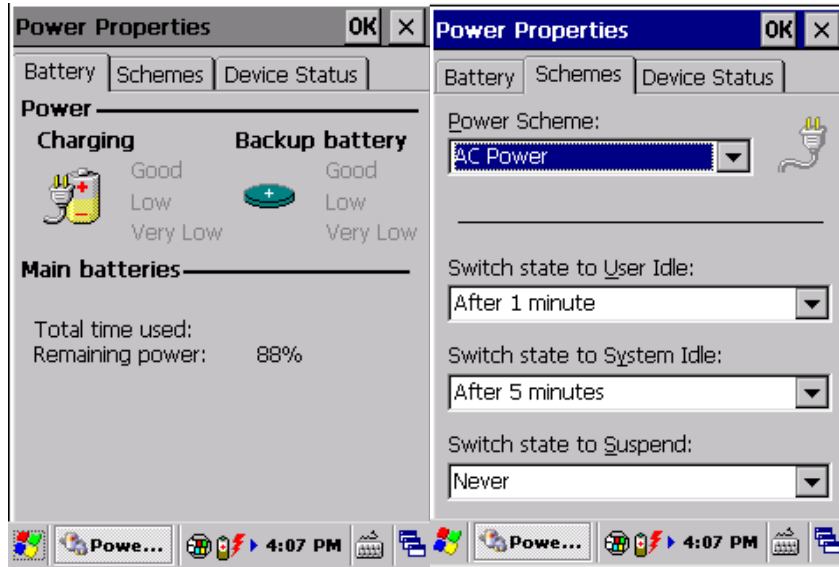 Power Properties OK ×
Battery Schemes Device Status
Power
Charging Backup battery
Good Good
Low Low
Very Low Very Low
Main batteries
Total time used:
Remaining power: 88%
Powe... 4:07 PM
Power Properties OK ×
Battery Schemes Device Status
Power Scheme:
AC Power
Switch state to User Idle:
After 1 minute
Switch state to System Idle:
After 5 minutes
Switch state to Suspend:
Never
Powe... 4:07 PM